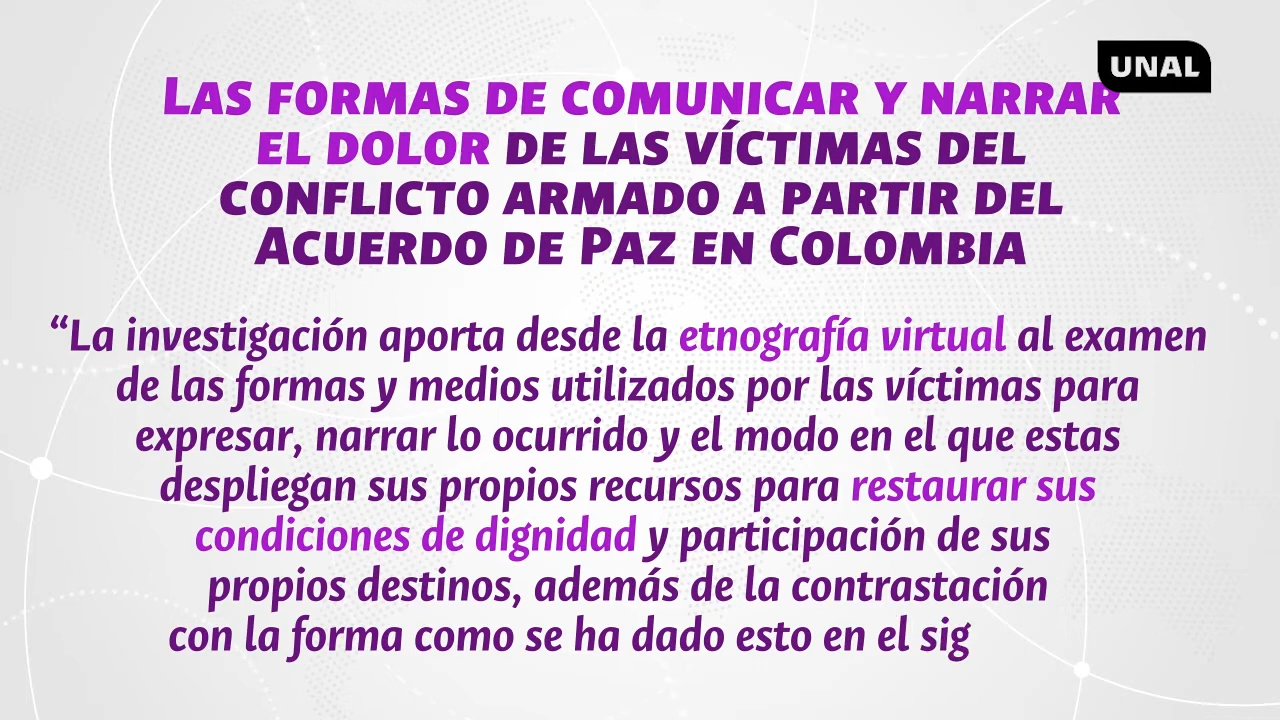 UNAL
LAS FORMAS DE COMUNICAR Y NARRAR
EL DOLOR DE LAS VÍCTIMAS DEL
CONFLICTO ARMADO A PARTIR DEL
ACUERDO DE PAZ EN COLOMBIA
“La investigación aporta desde la etnografía virtual al examen
de las formas y medios utilizados por las víctimas para
expresar, narrar lo ocurrido y el modo en el que estas
despliegan sus propios recursos para restaurar sus
condiciones de dignidad y participación de sus
propios destinos, además de la contrastación
con la forma como se ha dado esto en el sig